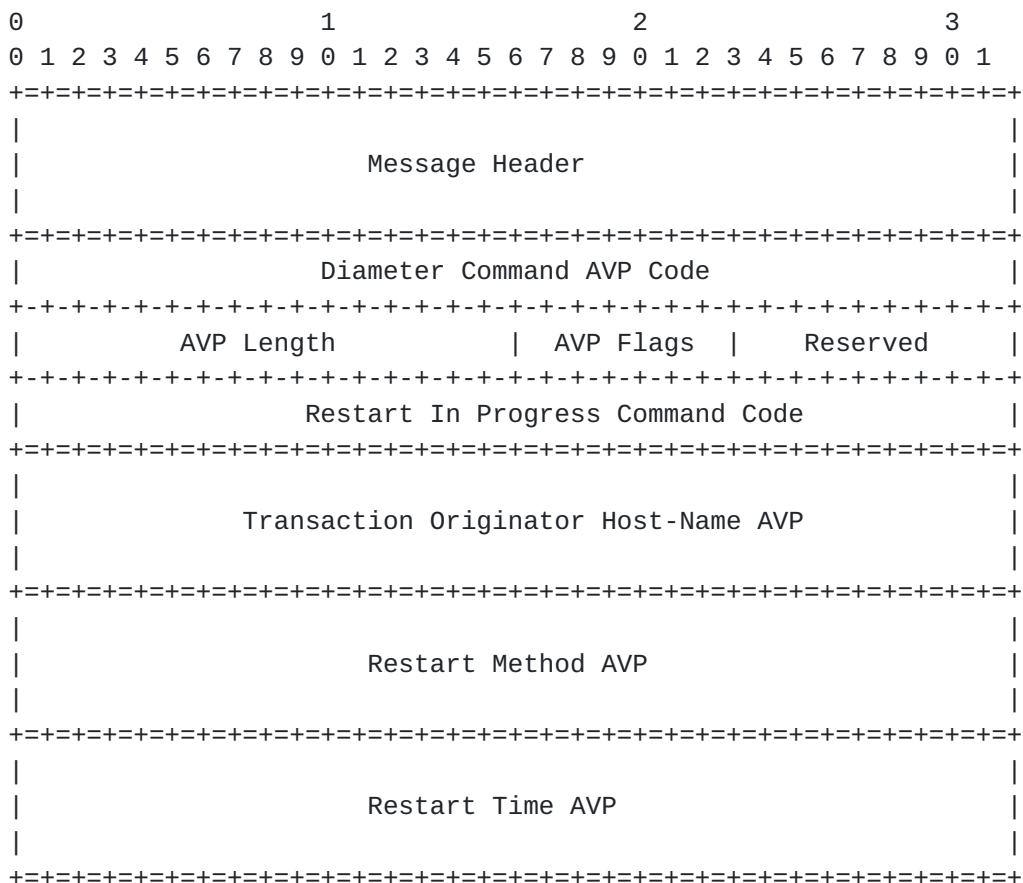 0                   1                   2                   3
0 1 2 3 4 5 6 7 8 9 0 1 2 3 4 5 6 7 8 9 0 1 2 3 4 5 6 7 8 9 0 1
+=+=+=+=+=+=+=+=+=+=+=+=+=+=+=+=+=+=+=+=+=+=+=+=+=+=+=+=+=+=+=+=+
|                                                               |
|                      Message Header                           |
|                                                               |
+=+=+=+=+=+=+=+=+=+=+=+=+=+=+=+=+=+=+=+=+=+=+=+=+=+=+=+=+=+=+=+=+
|                   Diameter Command AVP Code                   |
+-+-+-+-+-+-+-+-+-+-+-+-+-+-+-+-+-+-+-+-+-+-+-+-+-+-+-+-+-+-+-+-+
|          AVP Length           |  AVP Flags  |    Reserved     |
+-+-+-+-+-+-+-+-+-+-+-+-+-+-+-+-+-+-+-+-+-+-+-+-+-+-+-+-+-+-+-+-+
|                  Restart In Progress Command Code             |
+=+=+=+=+=+=+=+=+=+=+=+=+=+=+=+=+=+=+=+=+=+=+=+=+=+=+=+=+=+=+=+=+
|                                                               |
|              Transaction Originator Host-Name AVP             |
|                                                               |
+=+=+=+=+=+=+=+=+=+=+=+=+=+=+=+=+=+=+=+=+=+=+=+=+=+=+=+=+=+=+=+=+
|                                                               |
|                      Restart Method AVP                       |
|                                                               |
+=+=+=+=+=+=+=+=+=+=+=+=+=+=+=+=+=+=+=+=+=+=+=+=+=+=+=+=+=+=+=+=+
|                                                               |
|                      Restart Time AVP                         |
|                                                               |
+=+=+=+=+=+=+=+=+=+=+=+=+=+=+=+=+=+=+=+=+=+=+=+=+=+=+=+=+=+=+=+=+